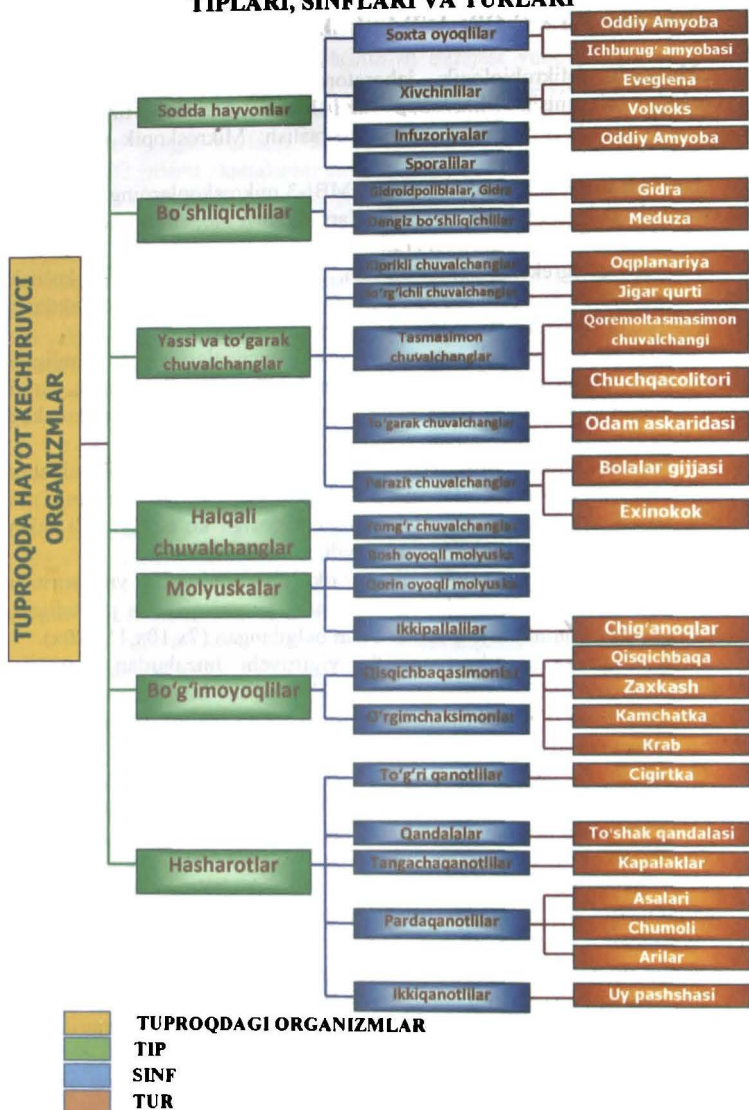 TIPLARI, SINFLARI VA TURLARI
TUPROQDA HAYOT KECHIRUVCI
ORGANIZMLAR
Sodda hayvonlar
Soxta oyoqlilar
Oddiy Amyoba
Ichburug' amyobasi
Xivchinlilar
Eveglena
Volvoks
Infuzoriyalar
Oddiy Amyoba
Sporalilar
Bo'shliqichlilar
Gidroidpoliblalar, Gidra
Gidra
Dengiz bo'shliqichlilar
Meduza
Yassi va to'garak
chuvalchanglar
Kiprikli chuvalchanglar
Oqplanariya
So'rg'ichli chuvalchanglar
Jigar qurti
Tasmasimon
chuvalchanglar
Qoremoltasmasimon
chuvalchangi
Chuchqacolitori
To'garak chuvalchanglar
Odam askaridasi
Parazit chuvalchanglar
Bolalar gijjasi
Exinokok
Halqali
chuvalchanglar
Yomg'r chuvalchanglar
Molyuskalar
Bosh oyoqli molyuska
Qorin oyoqli molyuska
Ikkipallalilar
Chig'anoqlar
Bo'g'imoyoqlilar
Qisqichbaqasimonlar
Qisqichbaqa
Zaxkash
Kamchatka
Krab
O'rgimchaksimonlar
Hasharotlar
To'g'ri qanotlilar
Cigirtka
Qandalalar
To'shak qandalasi
Tangachaqanotlilar
Kapalaklar
Pardaqanotlilar
Asalari
Chumoli
Arilar
Ikkiqanotlilar
Uy pashshasi
TUPROQDAGI ORGANIZMLAR
TIP
SINF
TUR